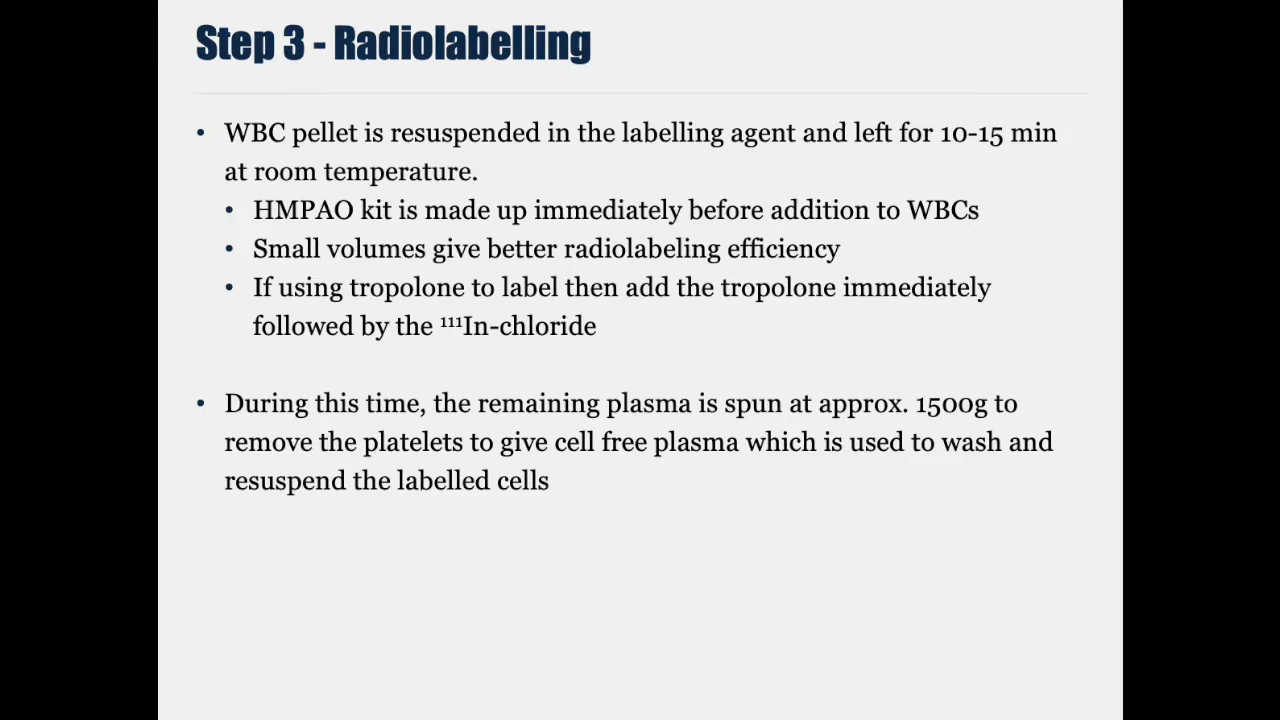 Step 3 - Radiolabelling
• WBC pellet is resuspended in the labelling agent and left for 10-15 min
at room temperature.
• HMPAO kit is made up immediately before addition to WBCs
• Small volumes give better radiolabeling efficiency
• If using tropolone to label then add the tropolone immediately
followed by the ¹¹¹In-chloride
• During this time, the remaining plasma is spun at approx. 1500g to
remove the platelets to give cell free plasma which is used to wash and
resuspend the labelled cells